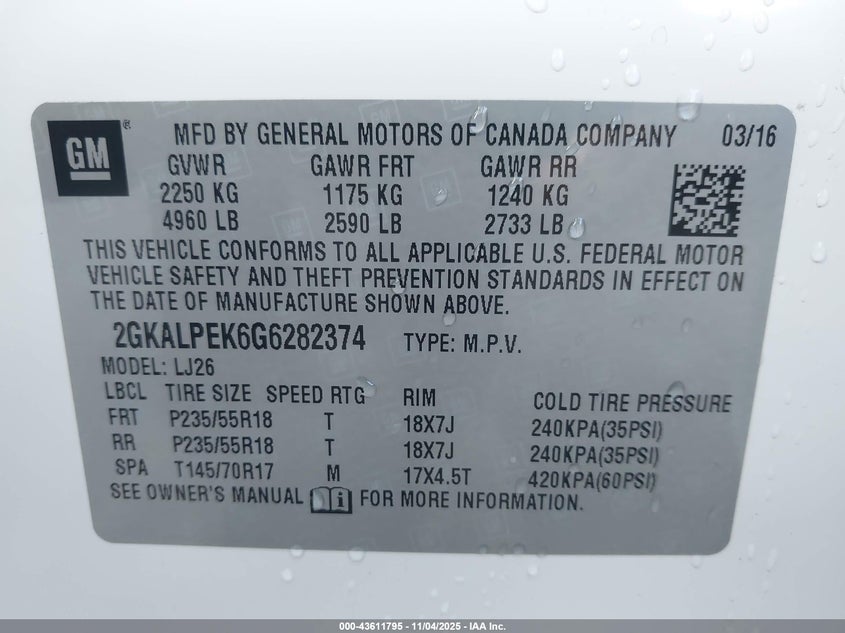 GM ® MFD BY GENERAL MOTORS OF CANADA COMPANY 03/16
GVWR GAWR FRT GAWR RR
2250 KG 1175 KG 1240 KG
4960 LB 2590 LB 2733 LB
THIS VEHICLE CONFORMS TO ALL APPLICABLE U.S. FEDERAL MOTOR
VEHICLE SAFETY AND THEFT PREVENTION STANDARDS IN EFFECT ON
THE DATE OF MANUFACTURE SHOWN ABOVE.
2GKALPEK6G6282374 TYPE: M.P.V.
MODEL: LJ26
LBCL TIRE SIZE SPEED RTG RIM COLD TIRE PRESSURE
FRT P235/55R18 T 18X7J 240KPA(35PSI)
RR P235/55R18 T 18X7J 240KPA(35PSI)
SPA T145/70R17 M 17X4.5T 420KPA(60PSI)
SEE OWNER'S MANUAL i FOR MORE INFORMATION.
000-43611795 - 11/04/2025 - IAA Inc.